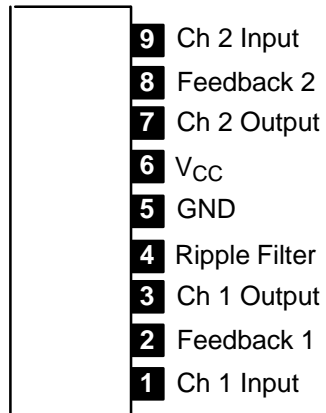 9 Ch 2 Input
8 Feedback 2
7 Ch 2 Output
6 VCC
5 GND
4 Ripple Filter
3 Ch 1 Output
2 Feedback 1
1 Ch 1 Input